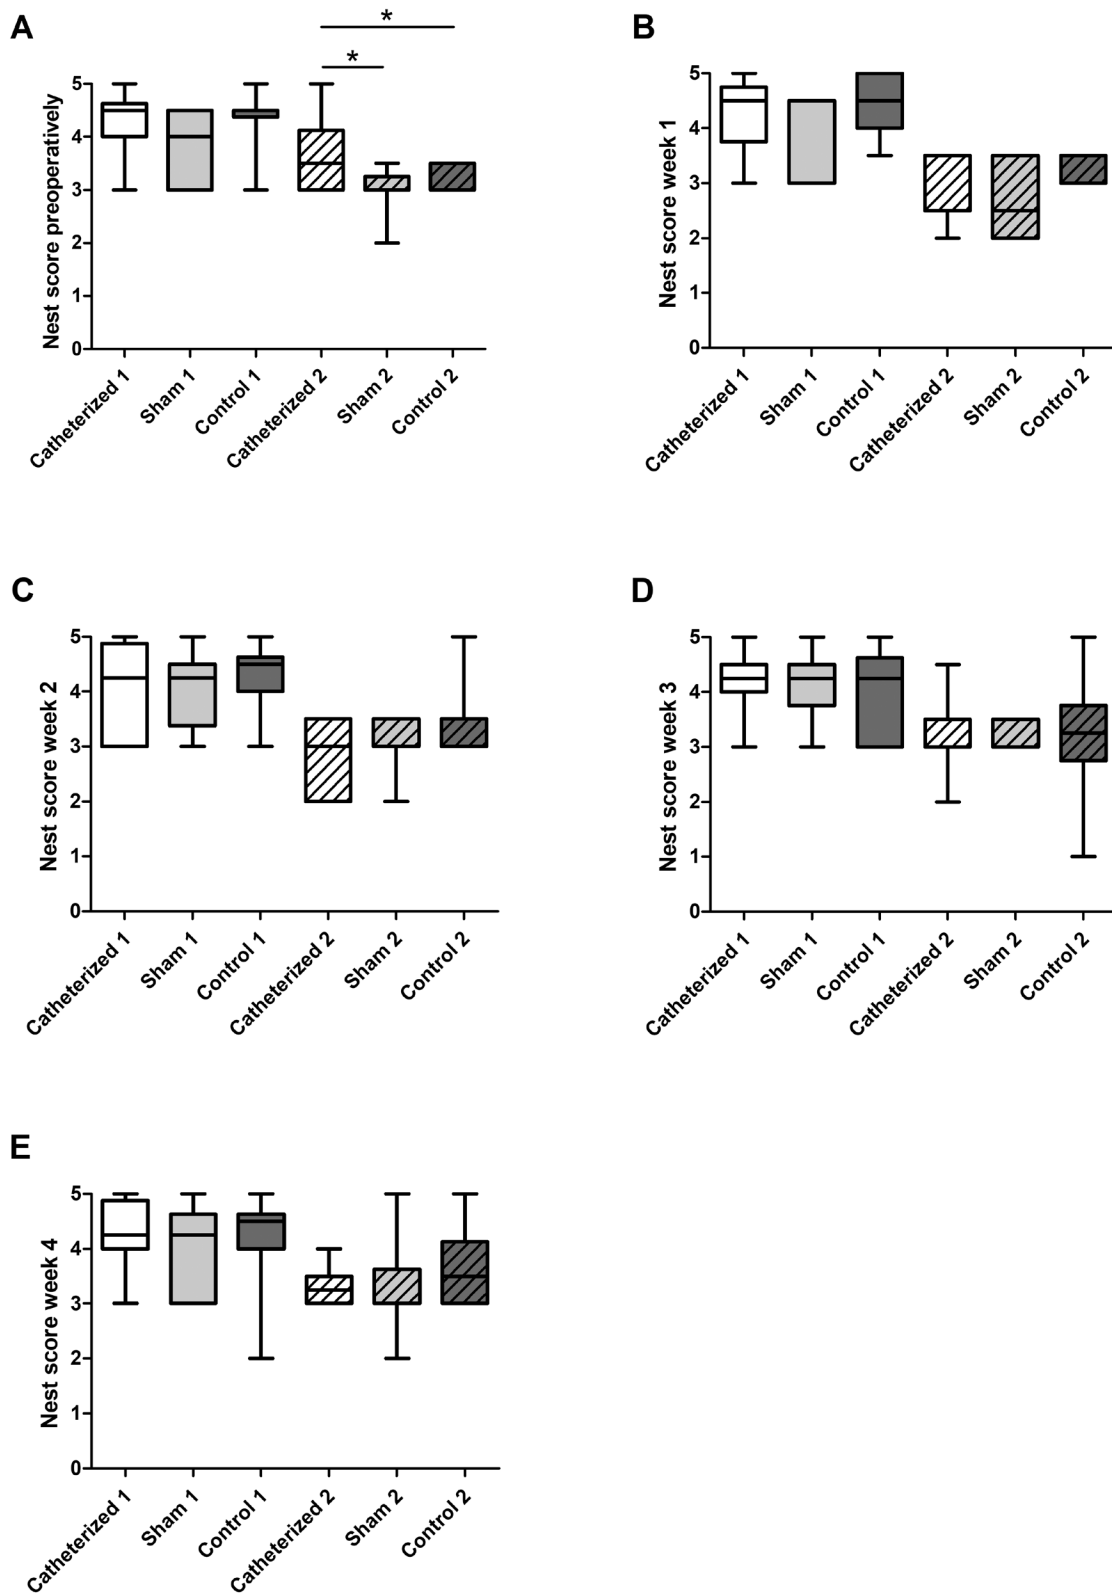 A
*
*
Nest score preoperatively
5
4
3
2
1
0
Catheterized 1
Sham 1
Control 1
Catheterized 2
Sham 2
Control 2
B
Nest score week 1
5
4
3
2
1
0
Catheterized 1
Sham 1
Control 1
Catheterized 2
Sham 2
Control 2
C
Nest score week 2
5
4
3
2
1
0
Catheterized 1
Sham 1
Control 1
Catheterized 2
Sham 2
Control 2
D
Nest score week 3
5
4
3
2
1
0
Catheterized 1
Sham 1
Control 1
Catheterized 2
Sham 2
Control 2
E
Nest score week 4
5
4
3
2
1
0
Catheterized 1
Sham 1
Control 1
Catheterized 2
Sham 2
Control 2